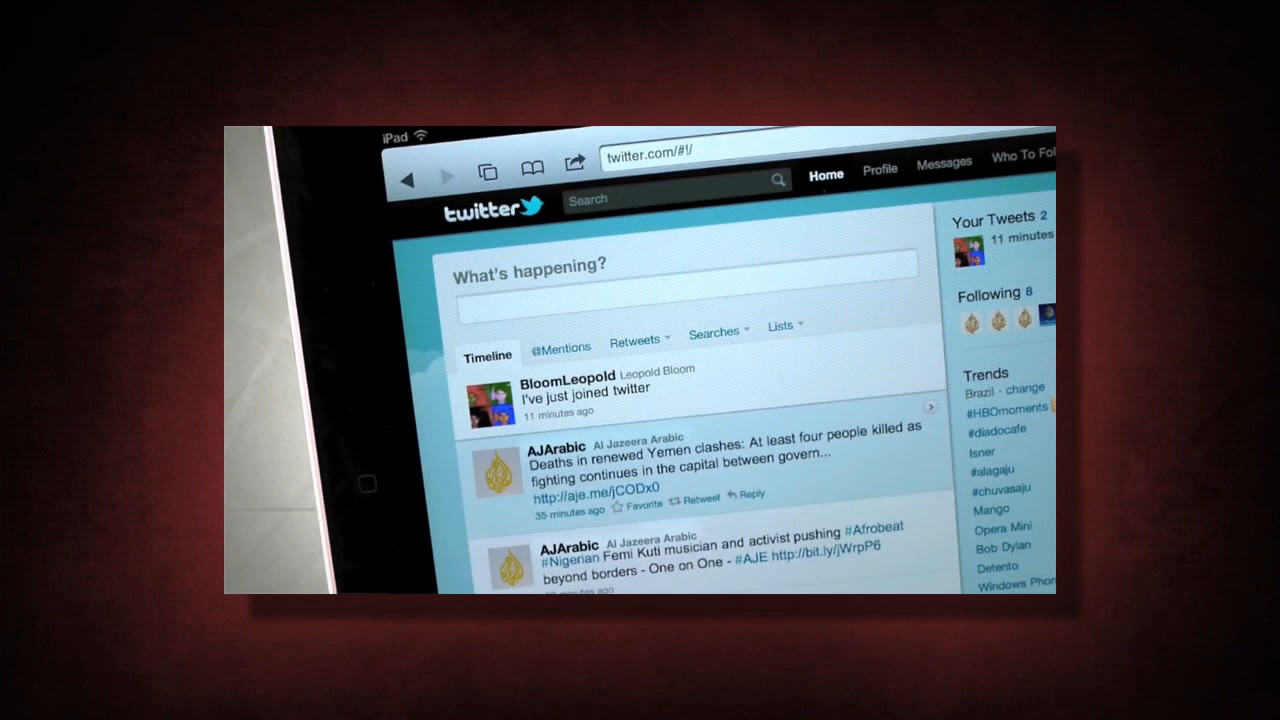 iPad
twitter.com/#!/
twitter
Search
Home Profile Messages Who To Fol
What's happening?
Timeline @Mentions Retweets Searches Lists
BloomLeopold Leopold Bloom
I've just joined twitter
11 minutes ago
AJArabic Al Jazeera Arabic
Deaths in renewed Yemen clashes: At least four people killed as
fighting continues in the capital between govern...
http://aje.me/jCODx0
35 minutes ago Favorite Retweet Reply
AJArabic Al Jazeera Arabic
#Nigerian Femi Kuti musician and activist pushing #Afrobeat
beyond borders - One on One - #AJE http://bit.ly/jWrpP6
minutes ago
Your Tweets 2
11 minutes
Following 8
Trends
Brazil · change
#HBOmoments
#diadocafe
Isner
#alagaju
#chuvasaju
Mango
Opera Mini
Bob Dylan
Detento
Windows Phon